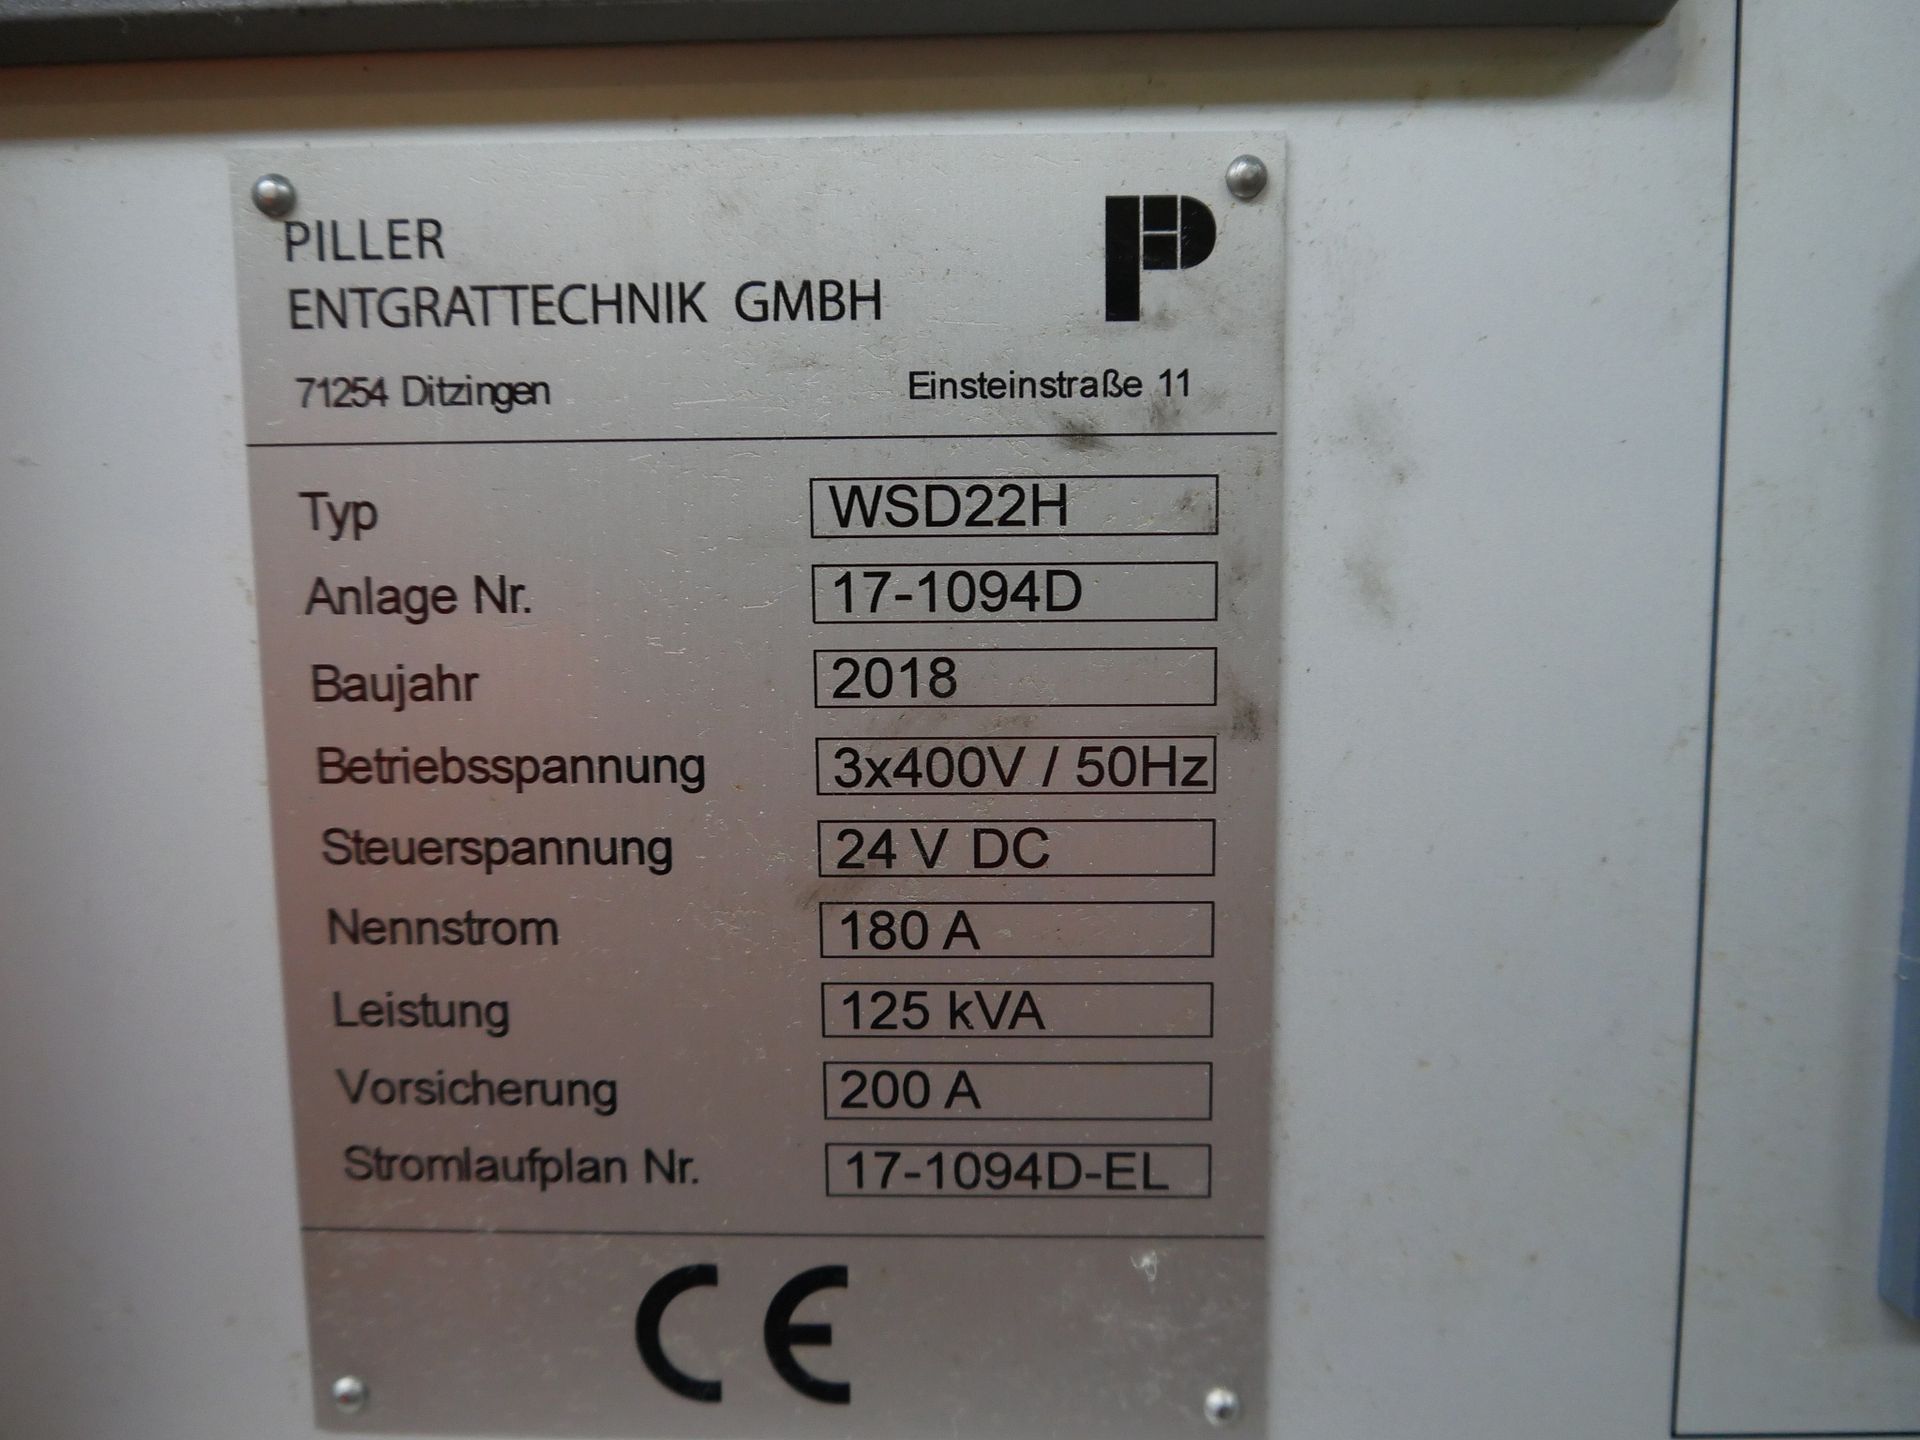 PILLER
ENTGRATTECHNIK GMBH
71254 Ditzingen Einsteinstraße 11
Typ WSD22H
Anlage Nr. 17-1094D
Baujahr 2018
Betriebsspannung 3x400V / 50Hz
Steuerspannung 24 V DC
Nennstrom 180 A
Leistung 125 kVA
Vorsicherung 200 A
Stromlaufplan Nr. 17-1094D-EL
CE